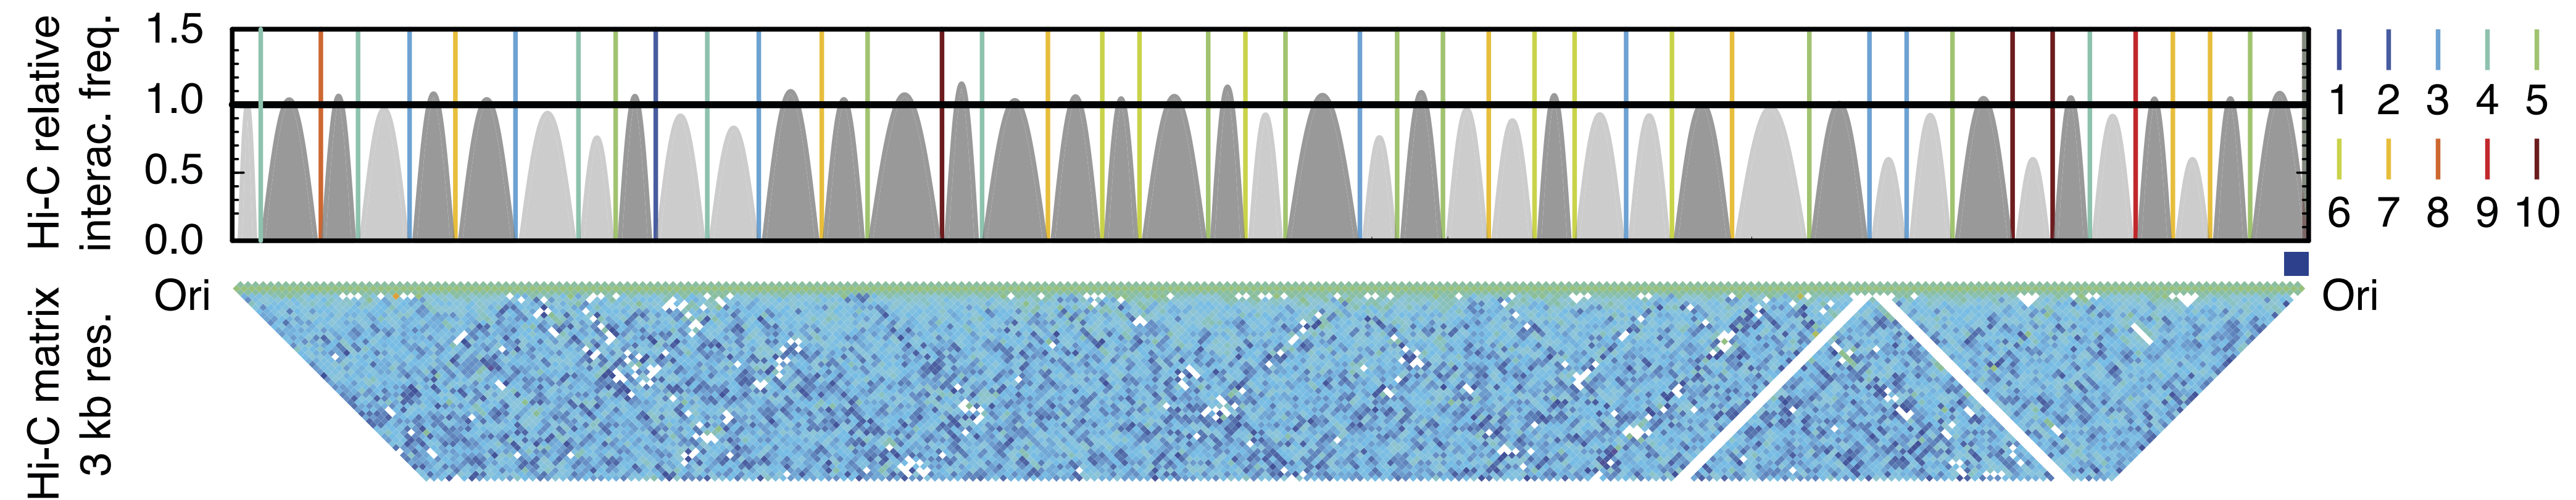 Hi-C relative
interac. freq.
1.5
1.0
0.5
0.0
1 2 3 4 5
6 7 8 9 10
Hi-C matrix
3 kb res.
Ori
Ori